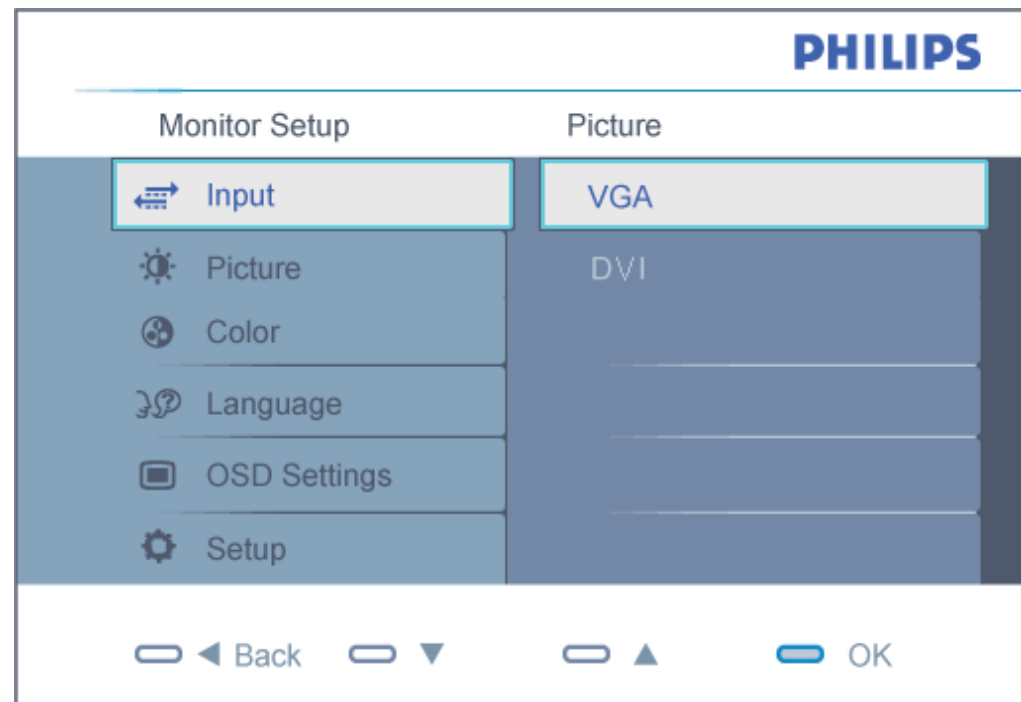 PHILIPS
Monitor Setup Picture
Input VGA
Picture DVI
Color
Language
OSD Settings
Setup
Back OK